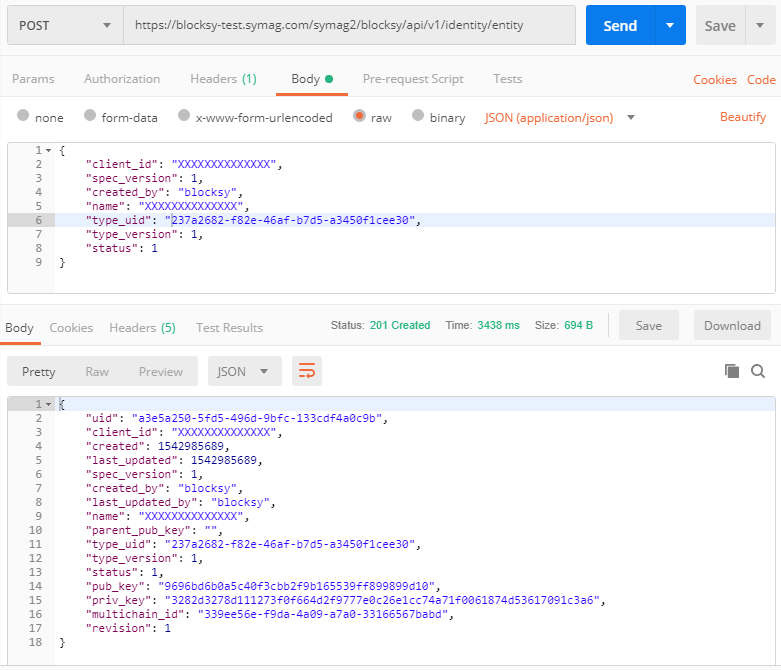 POST https://blocksy-test.symag.com/symag2/blocksy/api/v1/identity/entity Send Save
Params Authorization Headers (1) Body Pre-request Script Tests Cookies Code
none form-data x-www-form-urlencoded raw binary JSON (application/json) Beautify
1 {
2 "client_id": "XXXXXXXXXXXXXX",
3 "spec_version": 1,
4 "created_by": "blocksy",
5 "name": "XXXXXXXXXXXXXX",
6 "type_uid": "237a2682-f82e-46af-b7d5-a3450f1cee30",
7 "type_version": 1,
8 "status": 1
9 }
Body Cookies Headers (5) Test Results Status: 201 Created Time: 3438 ms Size: 694 B Save Download
Pretty Raw Preview JSON
1 {
2 "uid": "a3e5a250-5fd5-496d-9bfc-133cdf4a0c9b",
3 "client_id": "XXXXXXXXXXXXXX",
4 "created": 1542985689,
5 "last_updated": 1542985689,
6 "spec_version": 1,
7 "created_by": "blocksy",
8 "last_updated_by": "blocksy",
9 "name": "XXXXXXXXXXXXXX",
10 "parent_pub_key": "",
11 "type_uid": "237a2682-f82e-46af-b7d5-a3450f1cee30",
12 "type_version": 1,
13 "status": 1,
14 "pub_key": "9696bd6b0a5c40f3cbb2f9b165539ff899899d10",
15 "priv_key": "3282d3278d111273f0f664d2f9777e0c26e1cc74a71f0061874d53617091c3a6",
16 "multichain_id": "339ee56e-f9da-4a09-a7a0-33166567babd",
17 "revision": 1
18 }